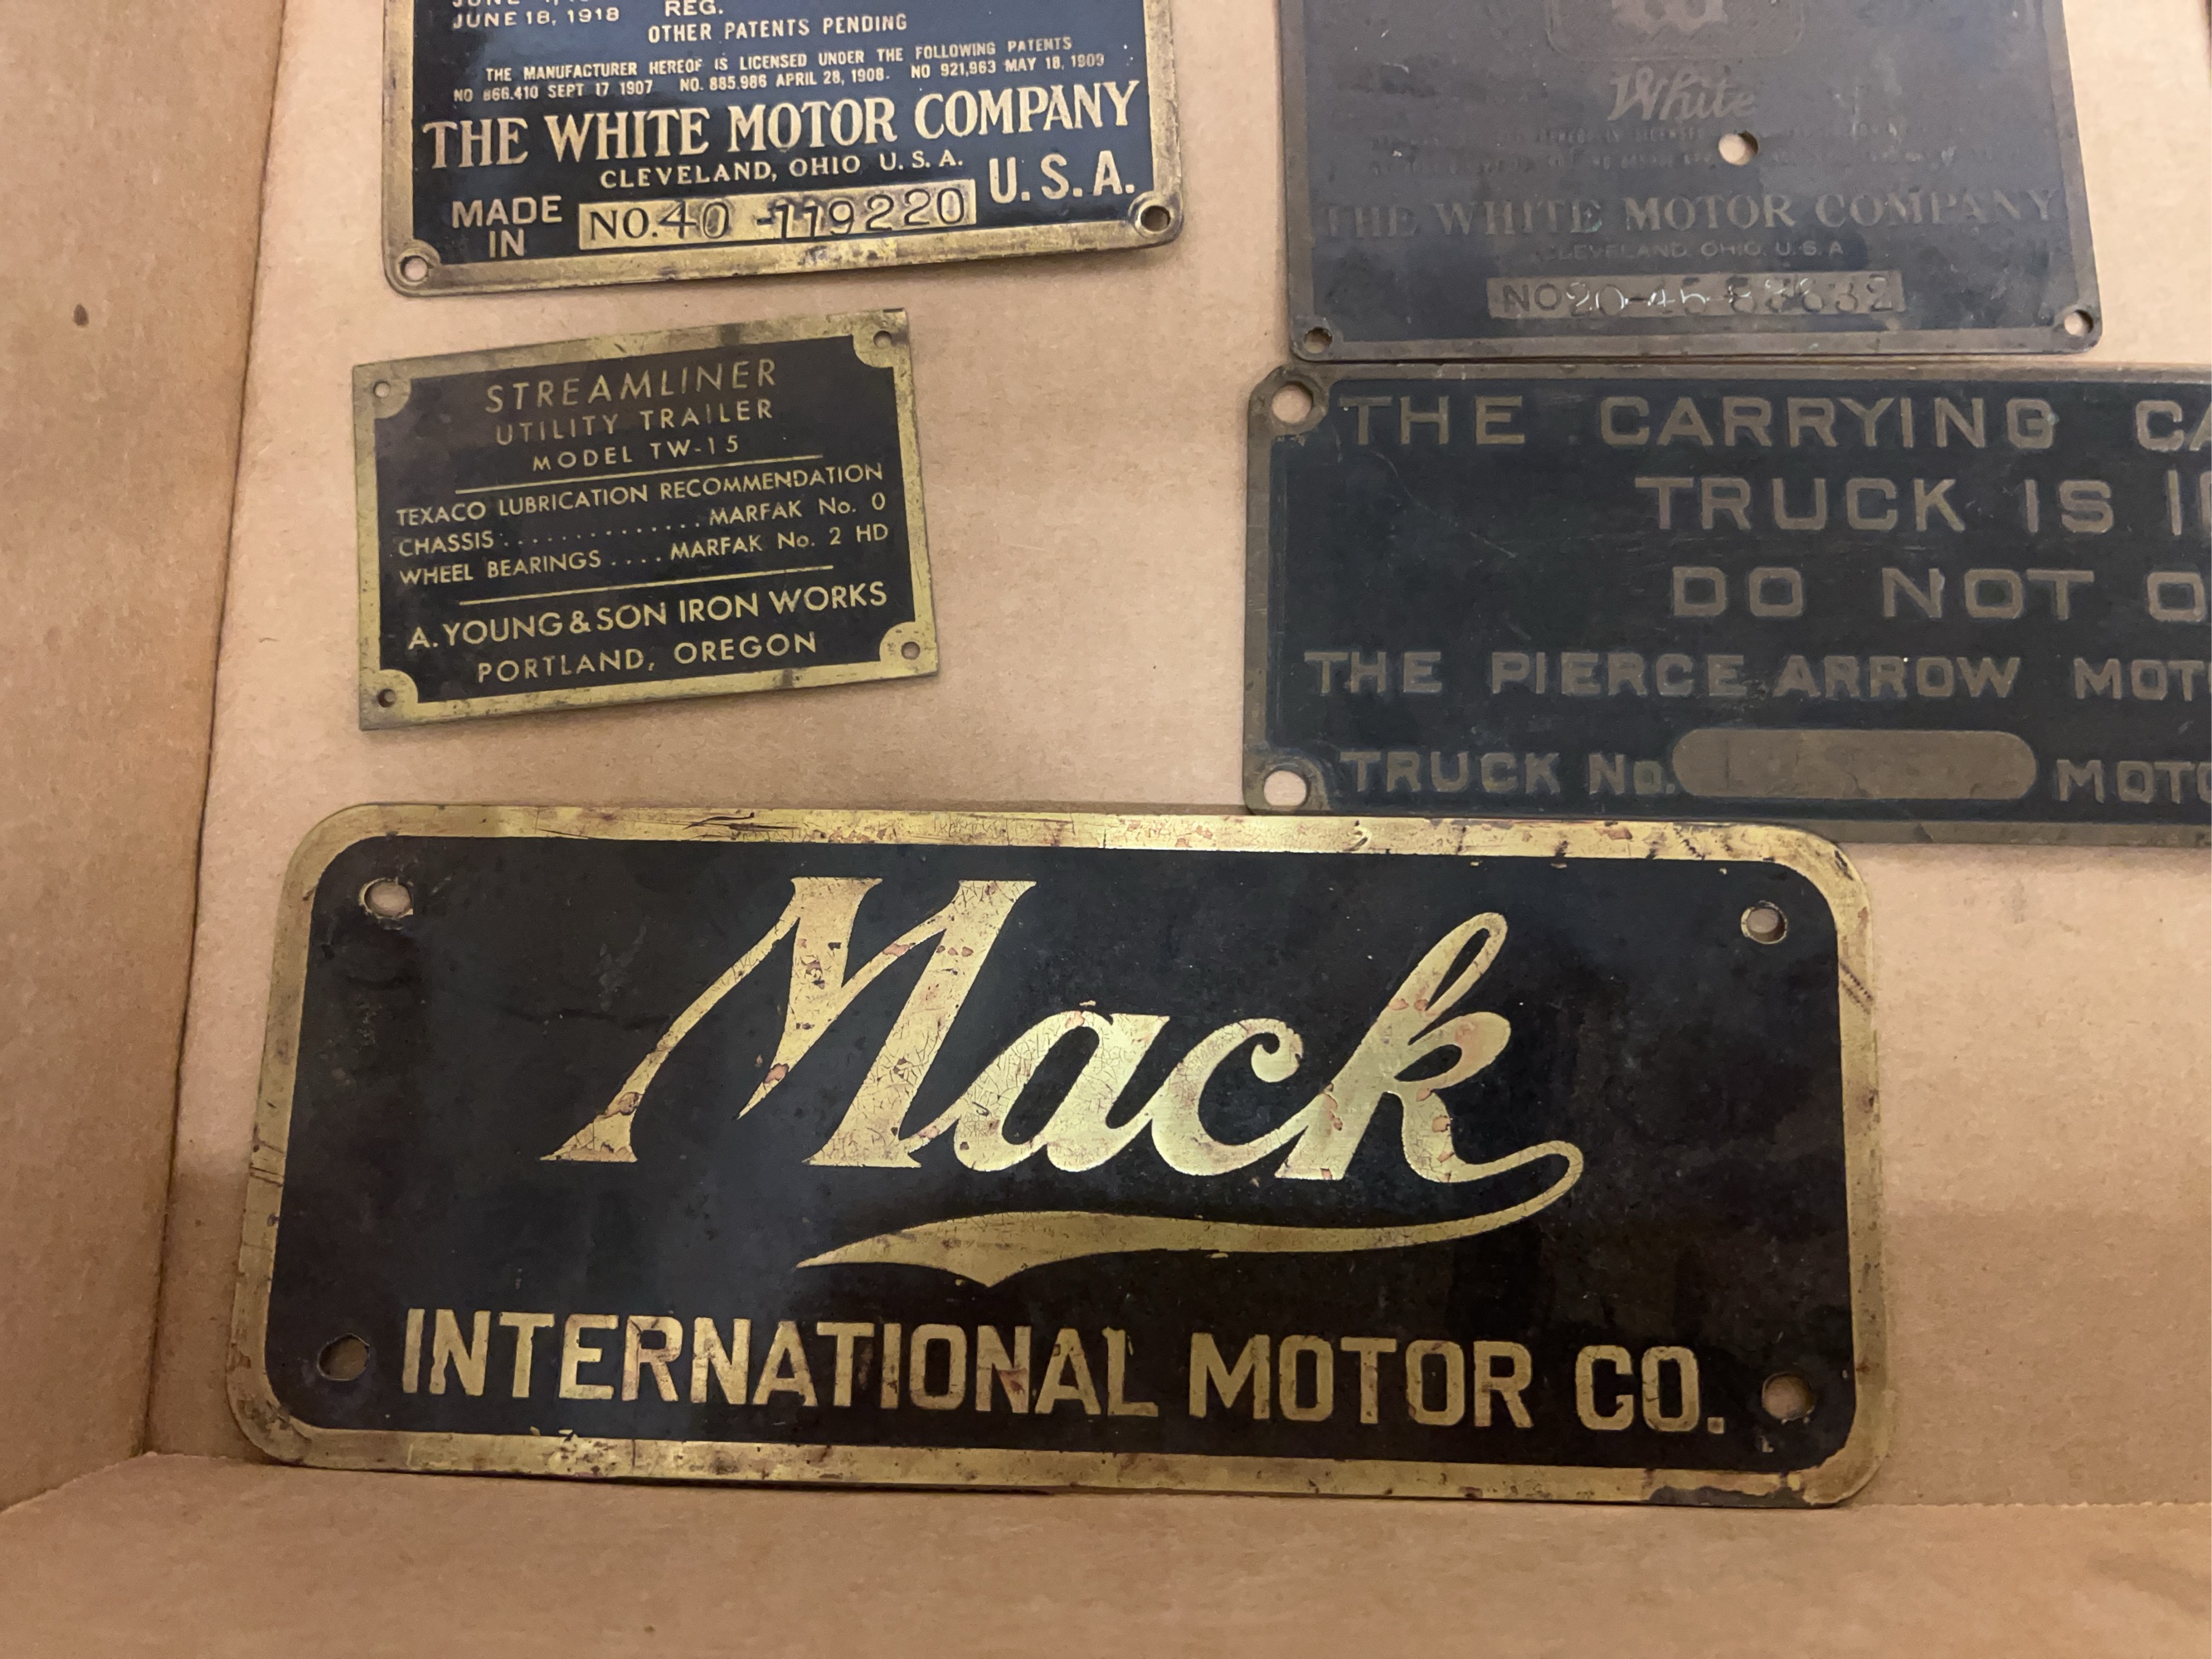 JUNE 18, 1918 REG.
OTHER PATENTS PENDING
THE MANUFACTURER HEREOF IS LICENSED UNDER THE FOLLOWING PATENTS
NO 866.410 SEPT 17 1907 NO. 885.986 APRIL 28, 1908. NO 921,963 MAY 18, 1909
THE WHITE MOTOR COMPANY
CLEVELAND, OHIO U.S.A.
MADE IN NO. 40-119220 U.S.A.
White
THE WHITE MOTOR COMPANY
CLEVELAND, OHIO, U.S.A
NO 20-45
STREAMLINER
UTILITY TRAILER
MODEL TW-15
TEXACO LUBRICATION RECOMMENDATION
CHASSIS ............. MARFAK No. 0
WHEEL BEARINGS .... MARFAK No. 2 HD
A. YOUNG & SON IRON WORKS
PORTLAND, OREGON
THE CARRYING
TRUCK IS
DO NOT
THE PIERCE ARROW
TRUCK No.
Mack
INTERNATIONAL MOTOR CO.